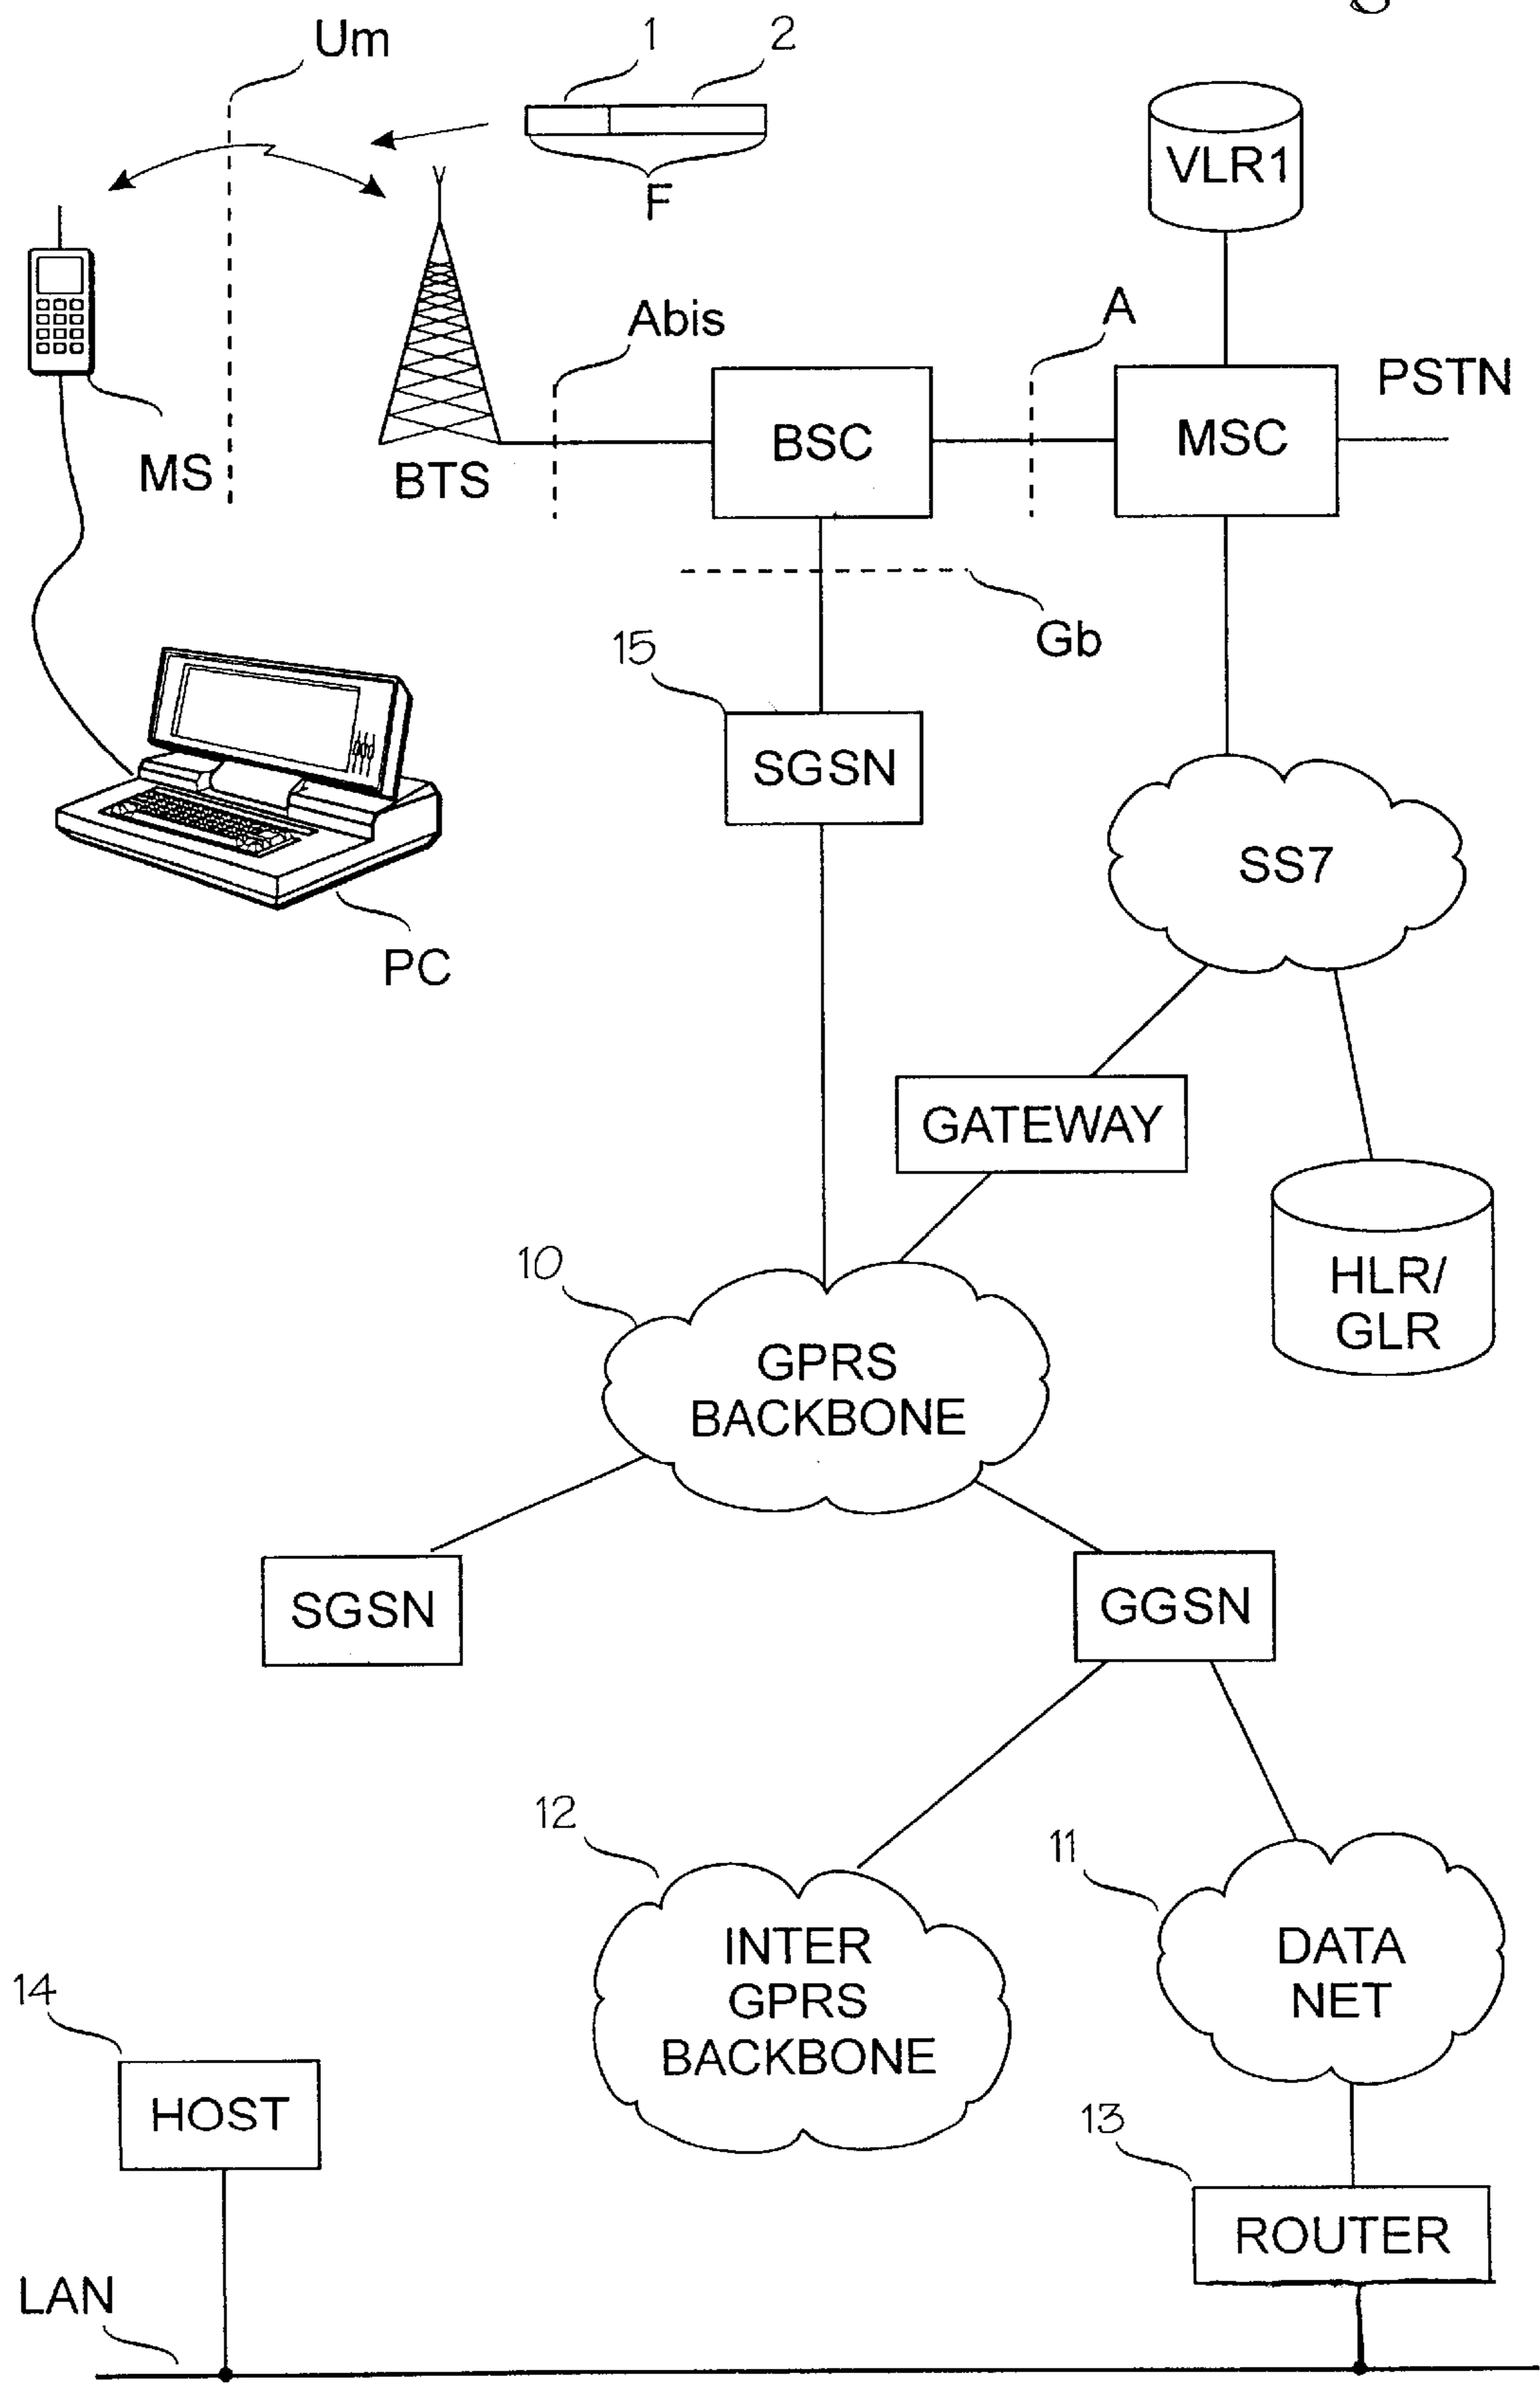 Um
1
2
F
VLR1
Abis
A
PSTN
BSC
MSC
MS
BTS
Gb
15
SGSN
SS7
PC
GATEWAY
10
HLR/
GLR
GPRS
BACKBONE
SGSN
GGSN
12
11
INTER
GPRS
BACKBONE
DATA
NET
14
HOST
13
ROUTER
LAN